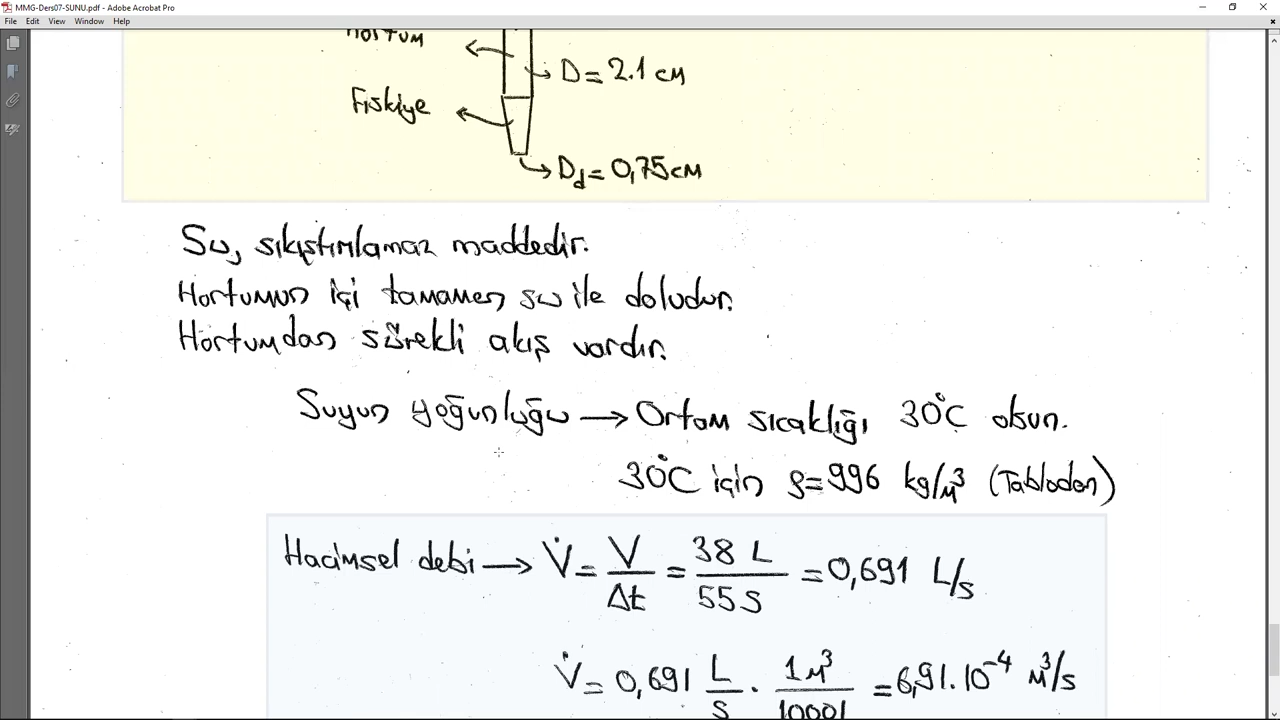 MMG-Ders07-SUNU.pdf - Adobe Acrobat Pro
File Edit View Window Help
Hortum
D = 2.1 cm
Fıskiye
Dd = 0,75 cm
Su, sıkıştırılamaz maddedir.
Hortumun içi tamamen su ile doludur.
Hortumdan sürekli akış vardır.
Suyun yoğunluğu → Ortam sıcaklığı 30°C olsun.
30°C için ρ = 996 kg/m³ (Tablodan)
Hacimsel debi → V̇ = V/Δt = 38 L/55 s = 0,691 L/s
V̇ = 0,691 L/s · 1 m³/1000 L = 6,91.10⁻⁴ m³/s